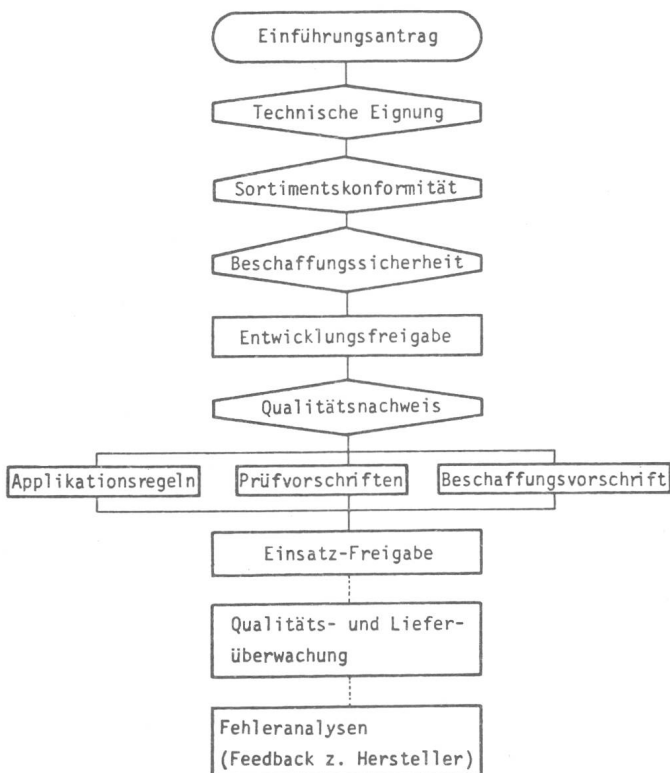 Einführungsantrag
Technische Eignung
Sortimentskonformität
Beschaffungssicherheit
Entwicklungsfreigabe
Qualitätsnachweis
Applikationsregeln
Prüfvorschriften
Beschaffungsvorschrift
Einsatz-Freigabe
Qualitäts- und Liefer-
überwachung
Fehleranalysen
(Feedback z. Hersteller)